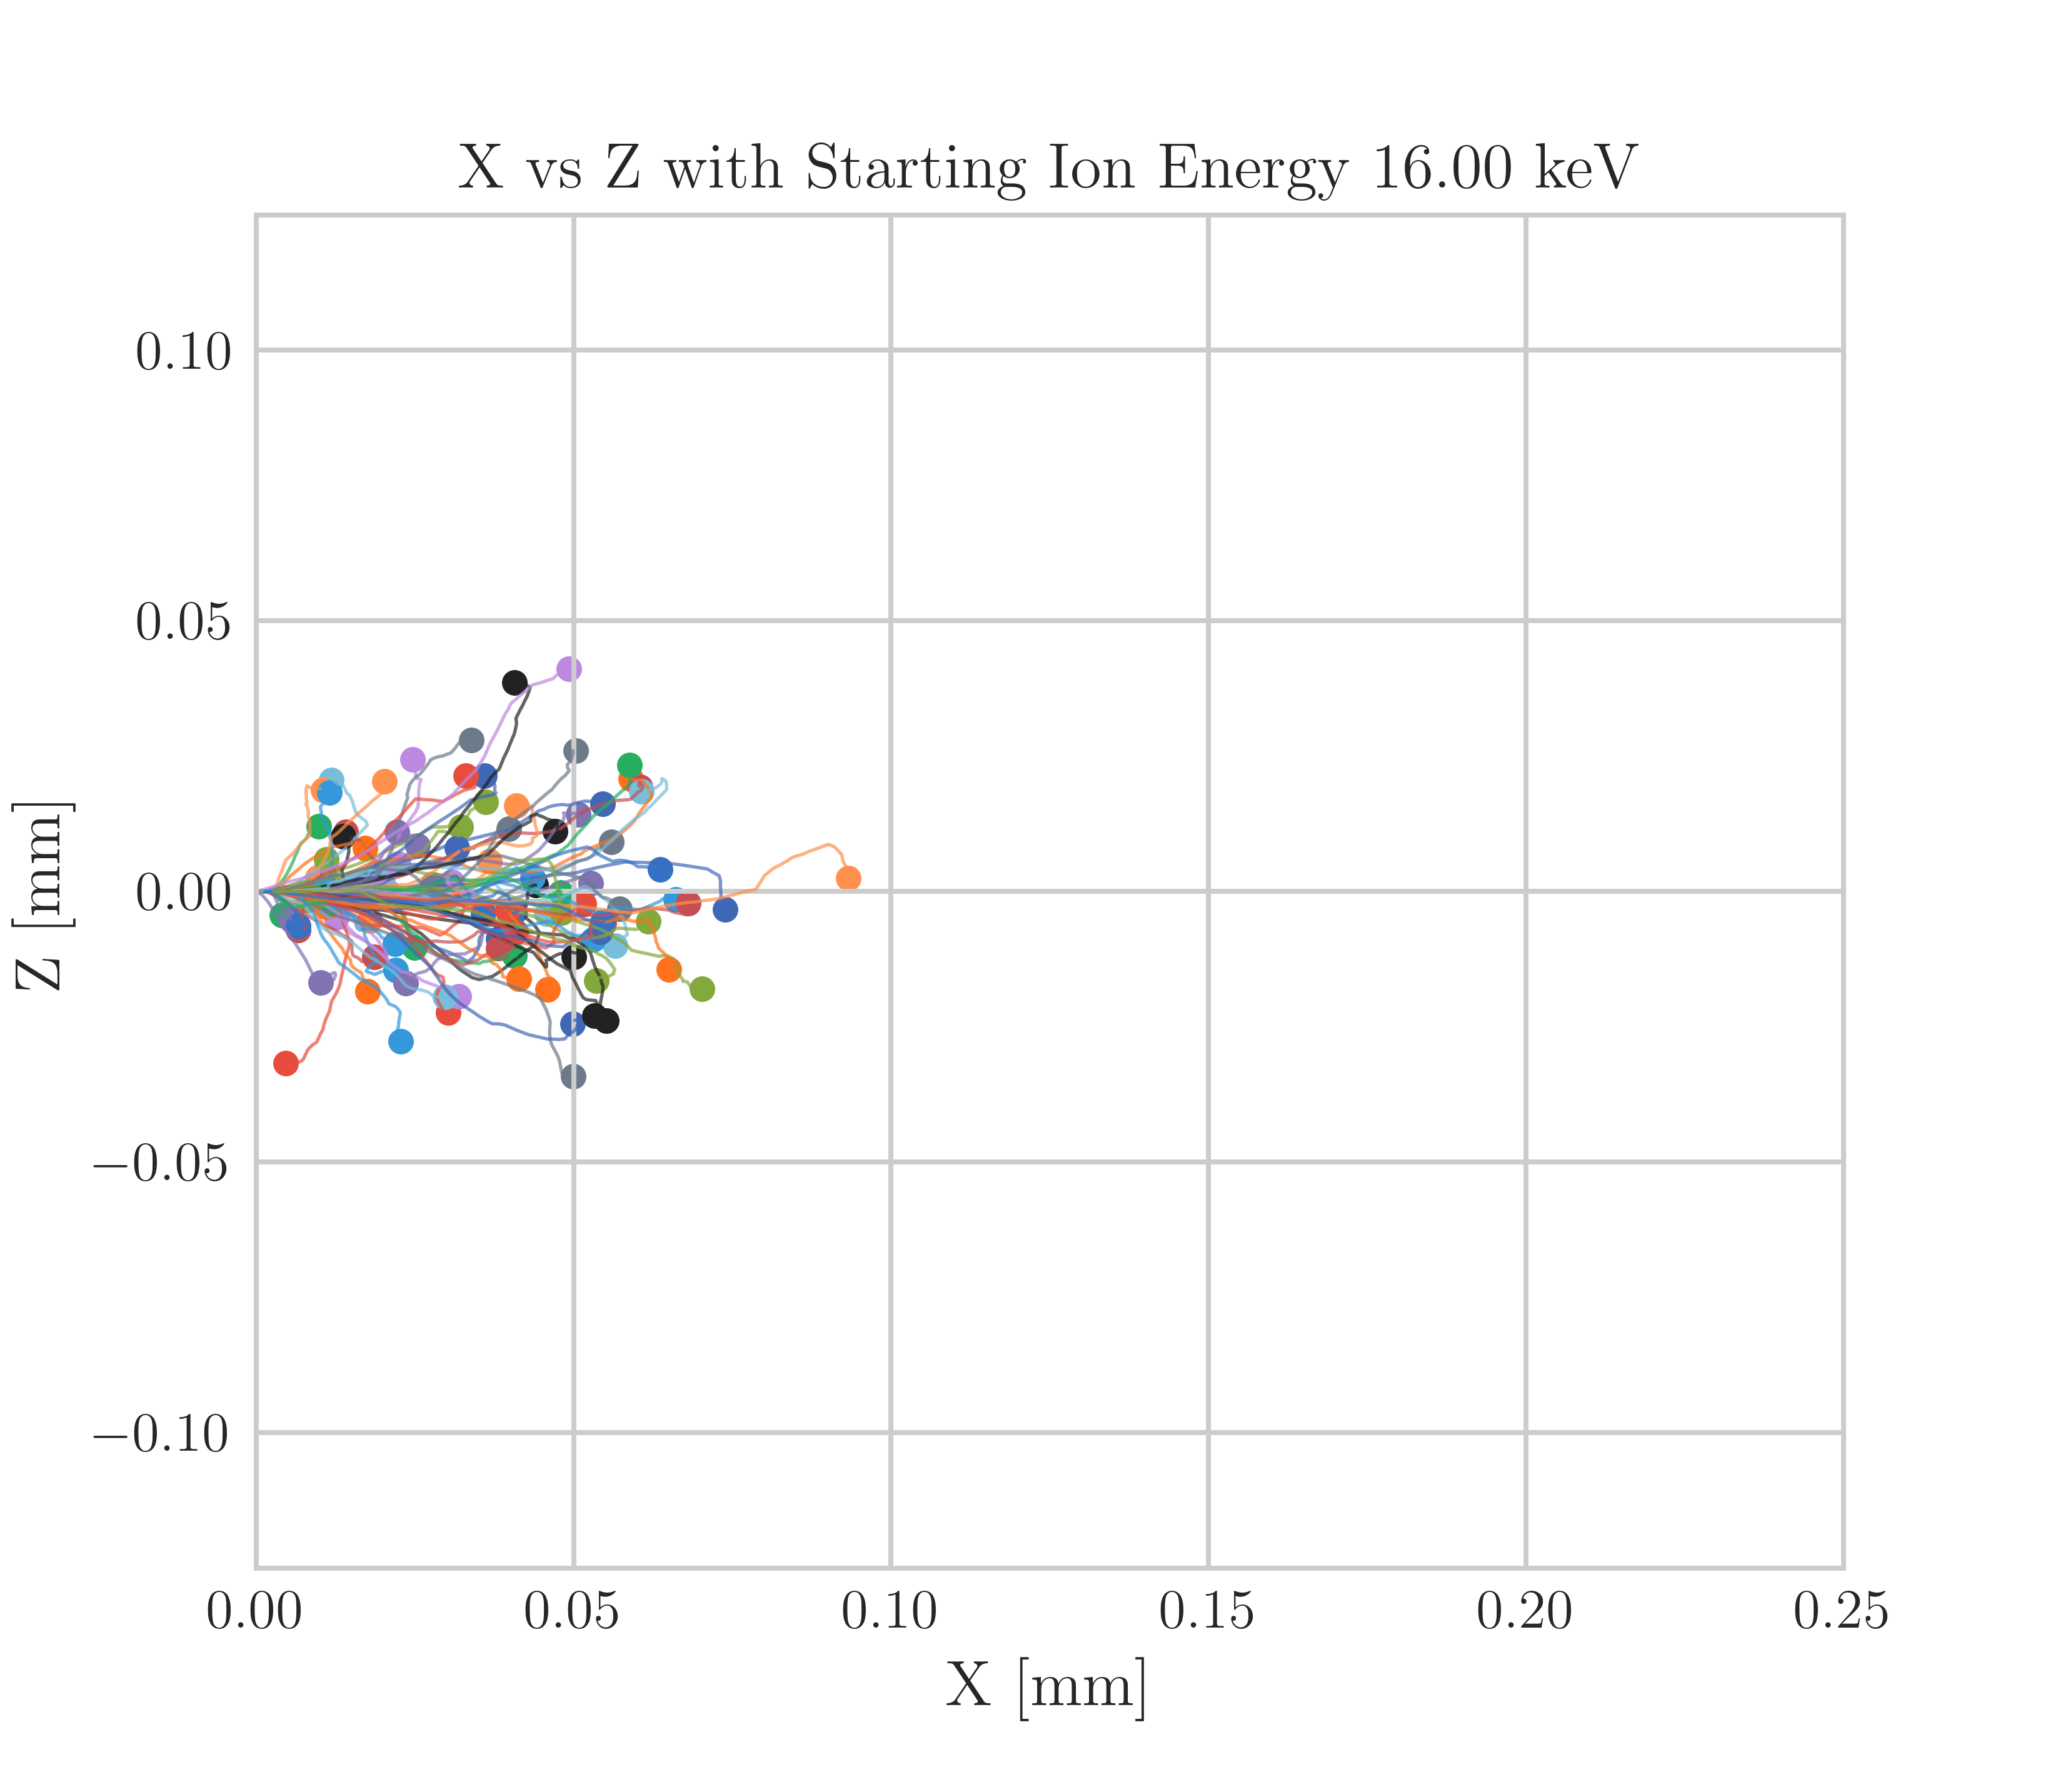 X vs Z with Starting Ion Energy 16.00 keV
0.10
0.05
0.00
−0.05
−0.10
Z [mm]
0.00 0.05 0.10 0.15 0.20 0.25
X [mm]